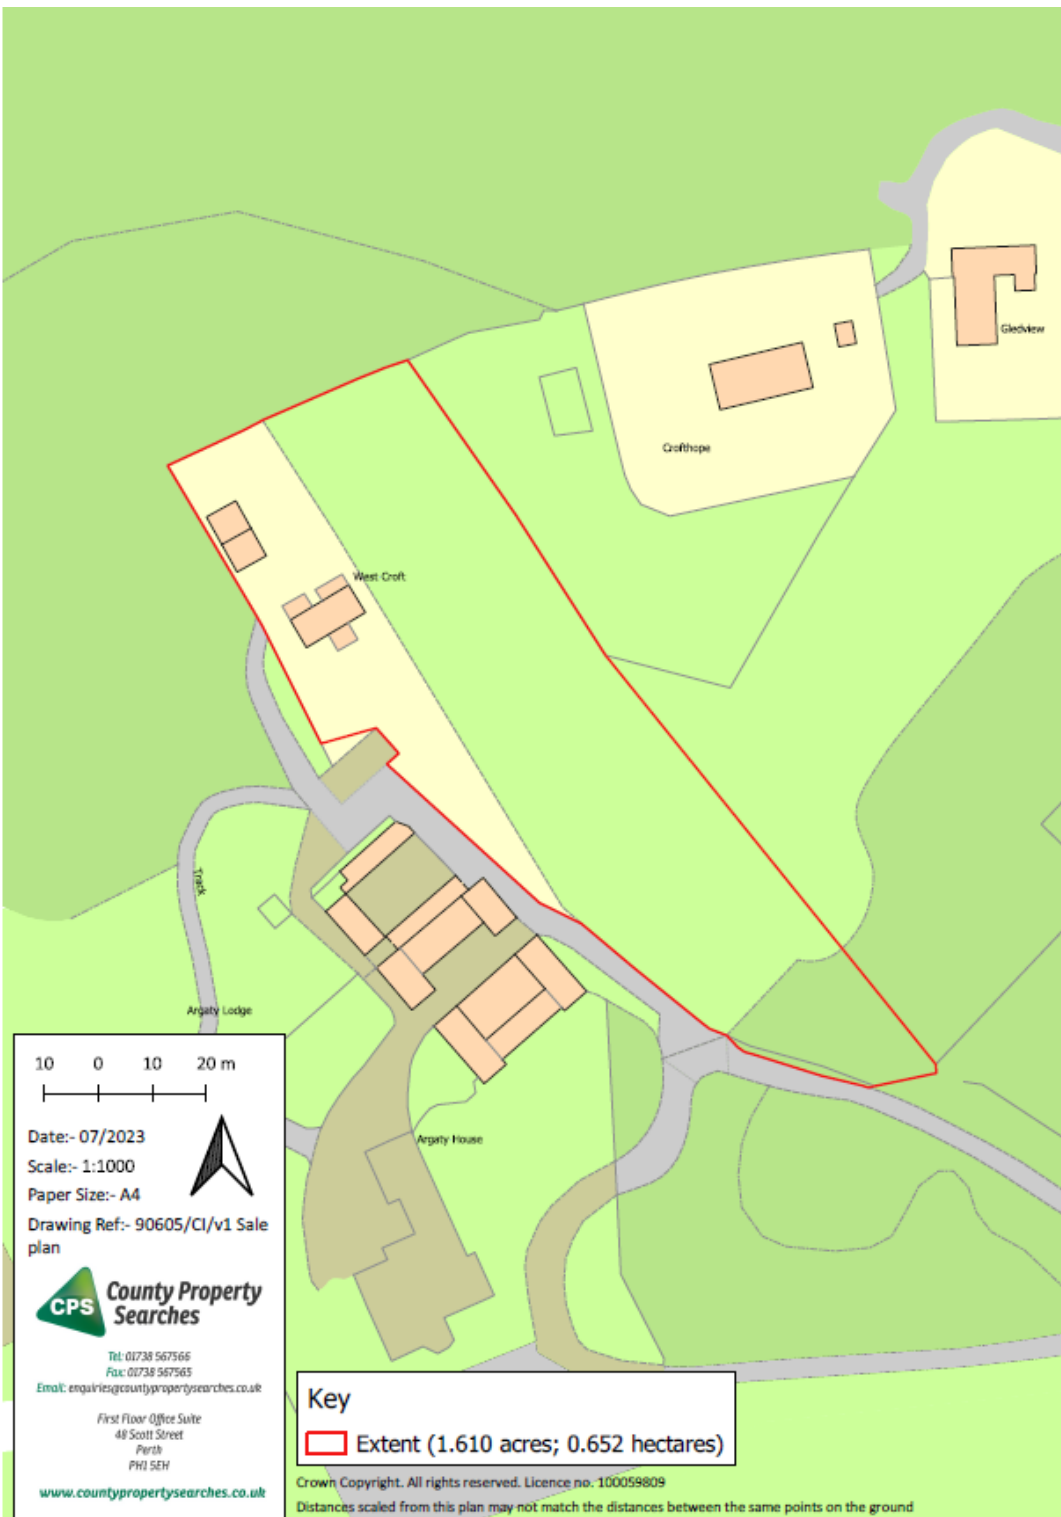 Gledview
Crofthope
West Croft
Track
Argaty Lodge
Argaty House
10 0 10 20 m
Date:- 07/2023
Scale:- 1:1000
Paper Size:- A4
Drawing Ref:- 90605/CI/v1 Sale
plan
CPS
County Property
Searches
Tel: 01738 567566
Fax: 01738 567565
Email: enquiries@countypropertysearches.co.uk
First Floor Office Suite
48 Scott Street
Perth
PH1 5EH
www.countypropertysearches.co.uk
Key
Extent (1.610 acres; 0.652 hectares)
Crown Copyright. All rights reserved. Licence no. 100059809
Distances scaled from this plan may not match the distances between the same points on the ground